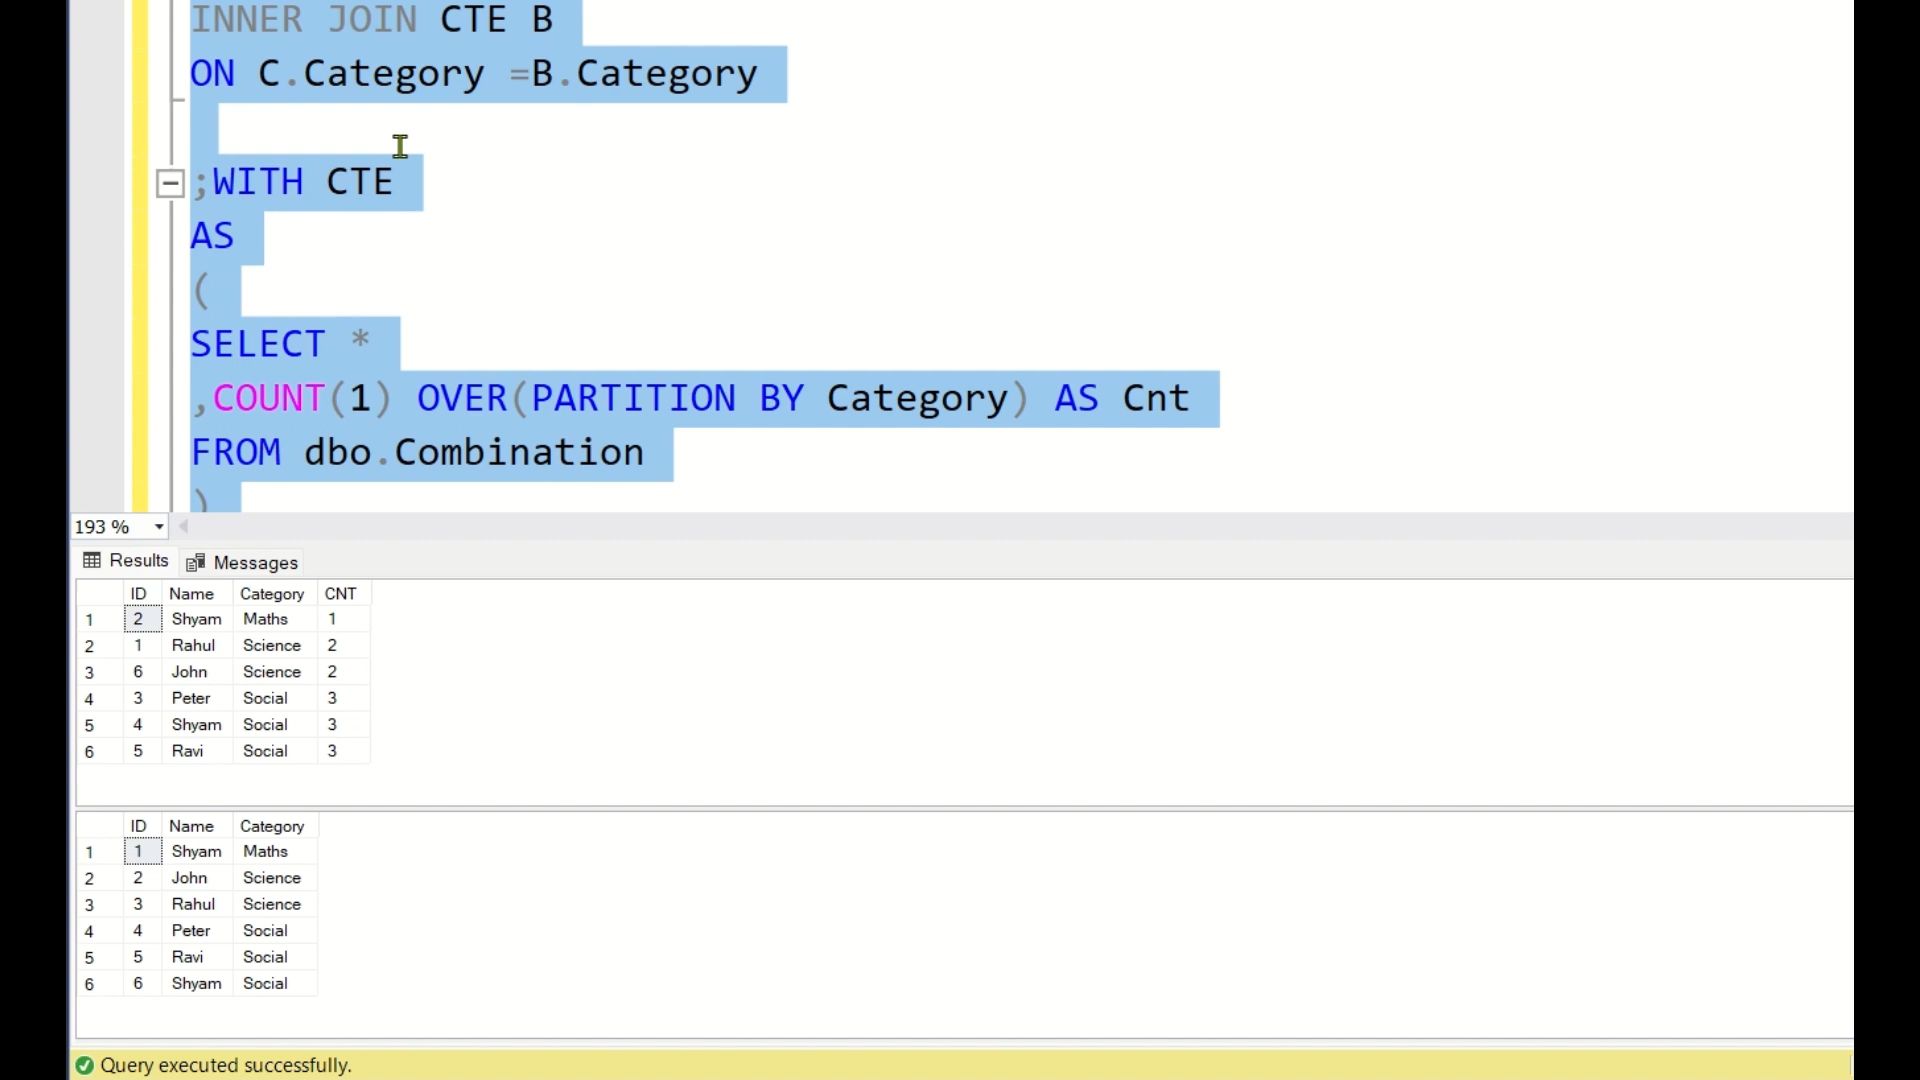 INNER JOIN CTE B
ON C.Category =B.Category
;WITH CTE
AS
(
SELECT *
,COUNT(1) OVER(PARTITION BY Category) AS Cnt
FROM dbo.Combination
)
193 %
Results Messages
ID Name Category CNT
1 2 Shyam Maths 1
2 1 Rahul Science 2
3 6 John Science 2
4 3 Peter Social 3
5 4 Shyam Social 3
6 5 Ravi Social 3
ID Name Category
1 1 Shyam Maths
2 2 John Science
3 3 Rahul Science
4 4 Peter Social
5 5 Ravi Social
6 6 Shyam Social
Query executed successfully.